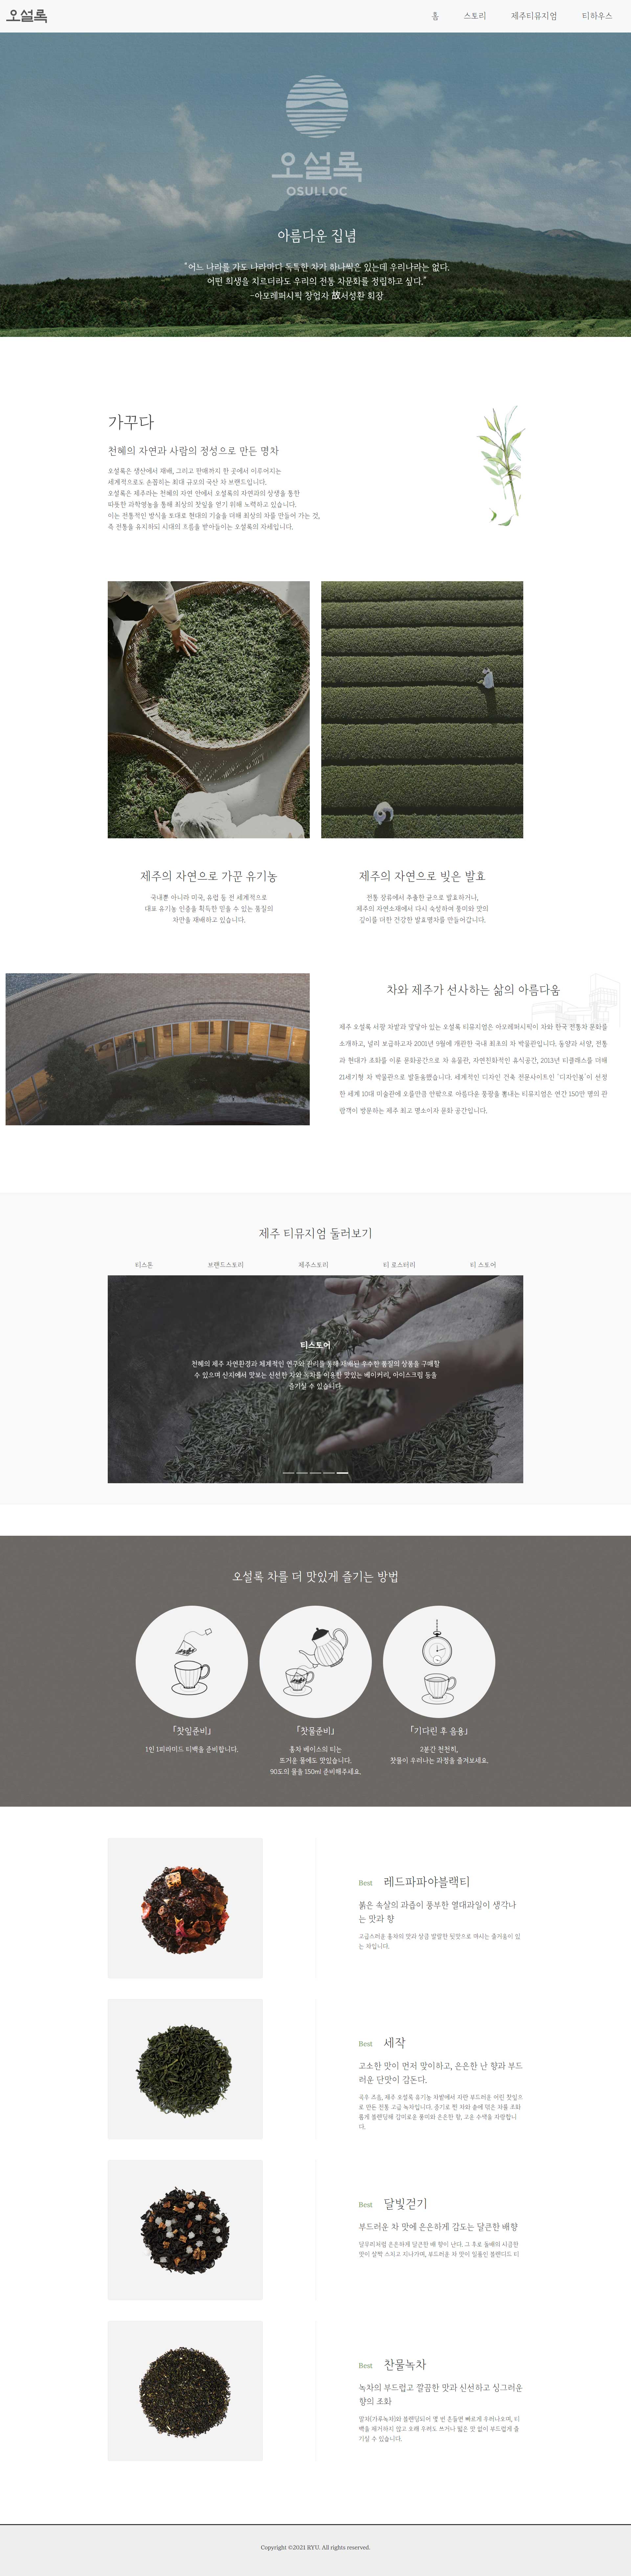 오설록
홈 스토리 제주티뮤지엄 티하우스
오설록
OSULLOC
아름다운 집념
"어느 나라를 가도 나라마다 독특한 차가 하나씩은 있는데 우리나라는 없다.
어떤 희생을 치르더라도 우리의 전통 차문화를 정립하고 싶다."
-아모레퍼시픽 창업자 故서성환 회장
가꾸다
천혜의 자연과 사람의 정성으로 만든 명차
오설록은 생산에서 재배, 그리고 판매까지 한 곳에서 이루어지는
세계적으로도 손꼽히는 최대 규모의 국산 차 브랜드입니다.
오설록은 제주라는 천혜의 자연 안에서 오설록의 자연과의 상생을 통한
따뜻한 과학영농을 통해 최상의 찻잎을 얻기 위해 노력하고 있습니다.
이는 전통적인 방식을 토대로 현대의 기술을 더해 최상의 차를 만들어 가는 것,
즉 전통을 유지하되 시대의 흐름을 받아들이는 오설록의 자세입니다.
제주의 자연으로 가꾼 유기농
국내뿐 아니라 미국, 유럽 등 전 세계적으로
대표 유기농 인증을 획득한 믿을 수 있는 품질의
차만을 재배하고 있습니다.
제주의 자연으로 빚은 발효
전통 장류에서 추출한 균으로 발효하거나,
제주의 자연소재에서 다시 숙성하여 풍미와 맛의
깊이를 더한 건강한 발효명차를 만들어갑니다.
차와 제주가 선사하는 삶의 아름다움
제주 오설록 서광 차밭과 맞닿아 있는 오설록 티뮤지엄은 아모레퍼시픽이 차와 한국 전통차 문화를
소개하고, 널리 보급하고자 2001년 9월에 개관한 국내 최초의 차 박물관입니다. 동양과 서양, 전통
과 현대가 조화를 이룬 문화공간으로 차 유물관, 자연친화적인 휴식공간, 2013년 티클래스를 더해
21세기형 차 박물관으로 발돋움했습니다. 세계적인 디자인 건축 전문사이트인 '디자인붐'이 선정
한 세계 10대 미술관에 오를만큼 안팎으로 아름다운 풍광을 뽐내는 티뮤지엄은 연간 150만 명의 관
람객이 방문하는 제주 최고 명소이자 문화 공간입니다.
제주 티뮤지엄 둘러보기
티스톤 브랜드스토리 제주스토리 티 로스터리 티 스토어
티스토어
천혜의 제주 자연환경과 체계적인 연구와 관리를 통해 재배된 우수한 품질의 상품을 구매할
수 있으며 산지에서 맛보는 신선한 차와 녹차를 이용한 맛있는 베이커리, 아이스크림 등을
즐기실 수 있습니다.
오설록 차를 더 맛있게 즐기는 방법
「찻잎준비」
1인 1피라미드 티백을 준비합니다.
「찻물준비」
홍차 베이스의 티는
뜨거운 물에도 맛있습니다.
90도의 물을 150ml 준비해주세요.
「기다린 후 음용」
2분간 천천히,
찻물이 우러나는 과정을 즐겨보세요.
Best 레드파파야블랙티
붉은 속살의 과즙이 풍부한 열대과일이 생각나
는 맛과 향
고급스러운 홍차의 맛과 상큼 발랄한 뒷맛으로 마시는 즐거움이 있
는 차입니다.
Best 세작
고소한 맛이 먼저 맞이하고, 은은한 난 향과 부드
러운 단맛이 감돈다.
곡우 즈음, 제주 오설록 유기농 차밭에서 자란 부드러운 어린 찻잎으
로 만든 전통 고급 녹차입니다. 증기로 찐 차와 솥에 덖은 차를 조화
롭게 블렌딩해 감미로운 풍미와 은은한 향, 고운 수색을 자랑합니
다.
Best 달빛걷기
부드러운 차 맛에 은은하게 감도는 달큰한 배향
달무리처럼 은은하게 달큰한 배 향이 난다. 그 후로 돌배의 시큼한
맛이 살짝 스치고 지나가며, 부드러운 차 맛이 일품인 블렌디드 티
Best 찬물녹차
녹차의 부드럽고 깔끔한 맛과 신선하고 싱그러운
향의 조화
말차(가루녹차)와 블렌딩되어 몇 번 흔들면 빠르게 우러나오며, 티
백을 제거하지 않고 오래 우려도 쓰거나 떫은 맛 없이 부드럽게 즐
기실 수 있습니다.
Copyright ©2021 RYU. All rights reserved.